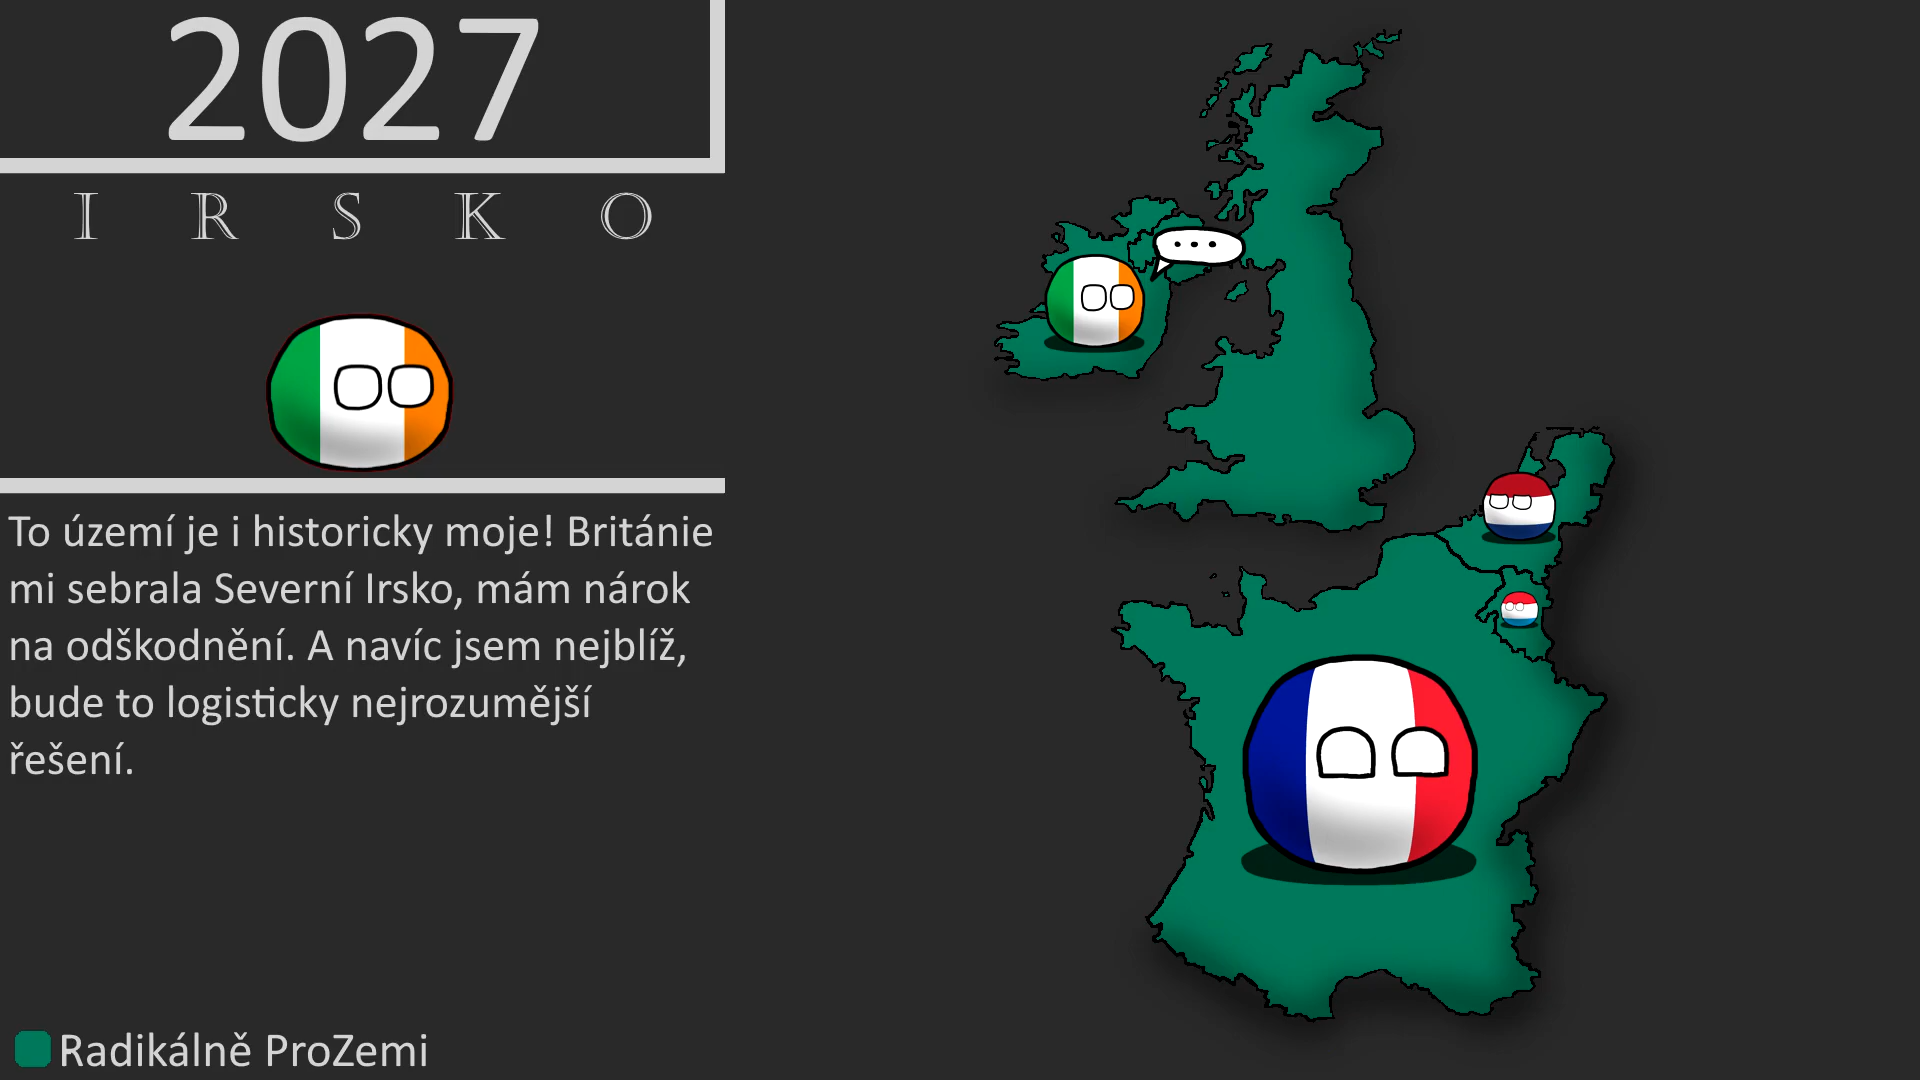 2027
I R S K O
To území je i historicky moje! Británie
mi sebrala Severní Irsko, mám nárok
na odškodnění. A navíc jsem nejblíž,
bude to logisticky nejrozumější
řešení.
Radikálně ProZemi